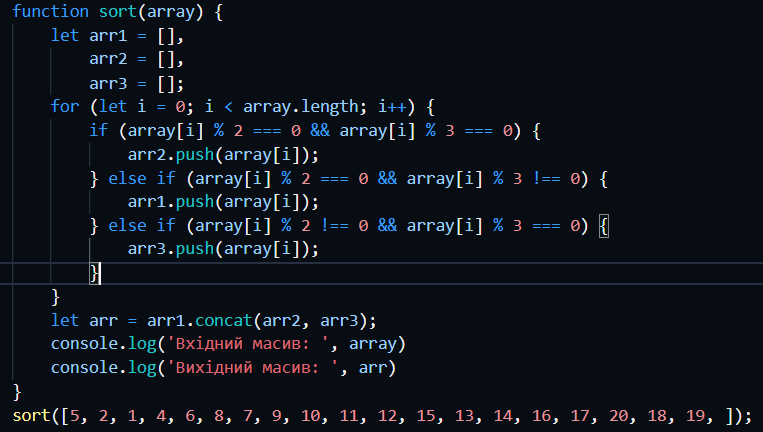 function sort(array) {
    let arr1 = [],
        arr2 = [],
        arr3 = [];
    for (let i = 0; i < array.length; i++) {
        if (array[i] % 2 === 0 && array[i] % 3 === 0) {
            arr2.push(array[i]);
        } else if (array[i] % 2 === 0 && array[i] % 3 !== 0) {
            arr1.push(array[i]);
        } else if (array[i] % 2 !== 0 && array[i] % 3 === 0) {
            arr3.push(array[i]);
        }
    }
    let arr = arr1.concat(arr2, arr3);
    console.log('Вхідний масив: ', array)
    console.log('Вихідний масив: ', arr)
}
sort([5, 2, 1, 4, 6, 8, 7, 9, 10, 11, 12, 15, 13, 14, 16, 17, 20, 18, 19, ]);